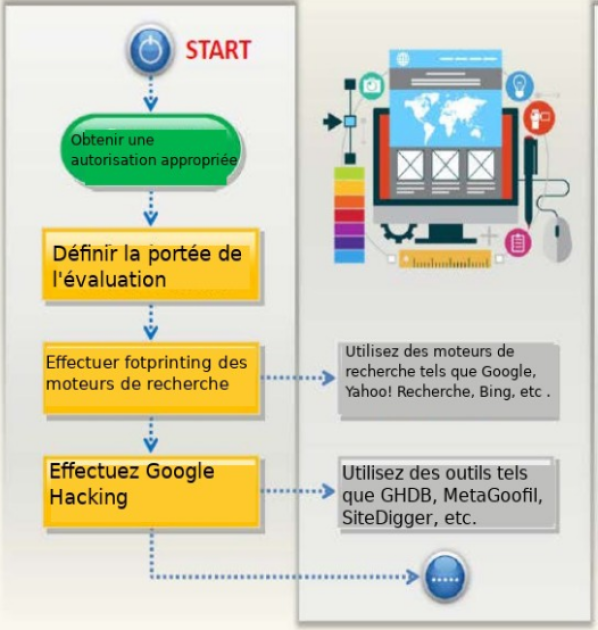 START
Obtenir une
autorisation appropriée
Définir la portée de
l'évaluation
Effectuer fotprinting des
moteurs de recherche
Utilisez des moteurs de
recherche tels que Google,
Yahoo! Recherche, Bing, etc .
Effectuez Google
Hacking
Utilisez des outils tels
que GHDB, MetaGoofil,
SiteDigger, etc.